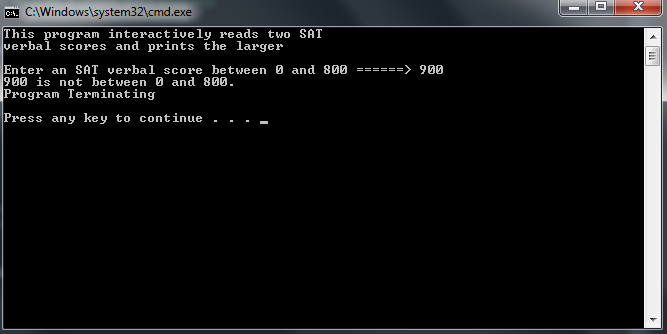 C:\Windows\system32\cmd.exe
This program interactively reads two SAT
verbal scores and prints the larger
Enter an SAT verbal score between 0 and 800 ======> 900
900 is not between 0 and 800.
Program Terminating
Press any key to continue . . . _